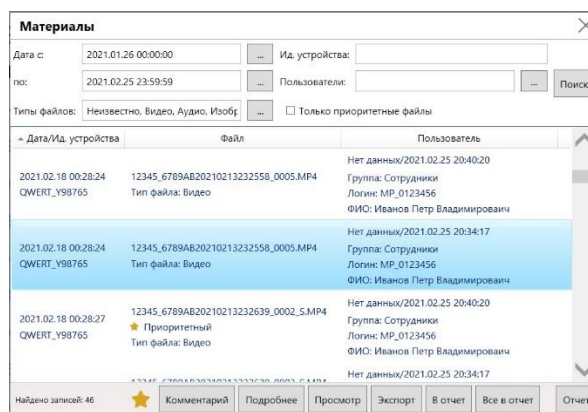 Материалы
Дата с: 2021.01.26 00:00:00 ... Ид. устройства:
по: 2021.02.25 23:59:59 ... Пользователи: ... Поиск
Типы файлов: Неизвестно, Видео, Аудио, Изобр ... Только приоритетные файлы
Дата/Ид. устройства Файл Пользователь
Нет данных/2021.02.25 20:40:20
2021.02.18 00:28:24 12345_6789AB20210213232558_0005.MP4 Группа: Сотрудники
QWERT_Y98765 Тип файла: Видео Логин: MP_0123456
ФИО: Иванов Петр Владимироваич
Нет данных/2021.02.25 20:34:17
2021.02.18 00:28:24 12345_6789AB20210213232558_0005.MP4 Группа: Сотрудники
QWERT_Y98765 Тип файла: Видео Логин: MP_0123456
ФИО: Иванов Петр Владимироваич
12345_6789AB20210213232639_0002_S.MP4 Нет данных/2021.02.25 20:40:20
2021.02.18 00:28:27 Приоритетный Группа: Сотрудники
QWERT_Y98765 Тип файла: Видео Логин: MP_0123456
ФИО: Иванов Петр Владимироваич
Нет данных/2021.02.25 20:34:17
Найдено записей: 46 Комментарий Подробнее Просмотр Экспорт В отчет Все в отчет Отчет